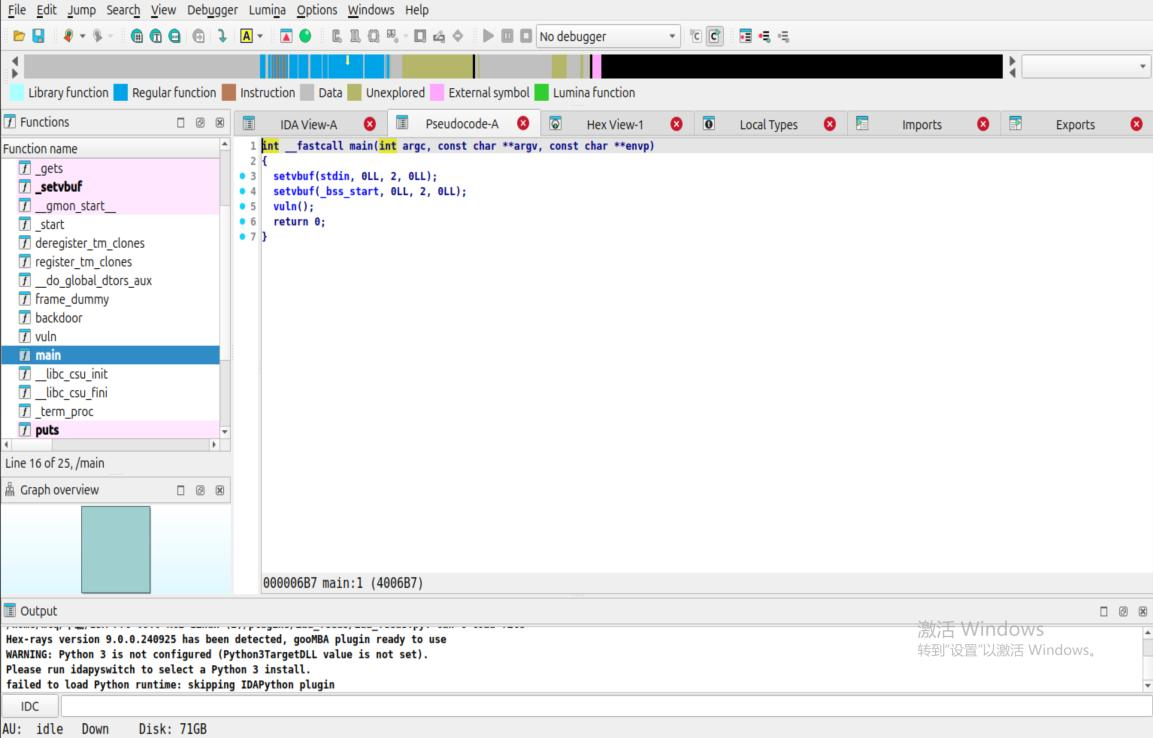 File Edit Jump Search View Debugger Lumina Options Windows Help
No debugger
Library function Regular function Instruction Data Unexplored External symbol Lumina function
Functions
IDA View-A Pseudocode-A Hex View-1 Local Types Imports Exports
Function name
_gets
_setvbuf
__gmon_start__
_start
deregister_tm_clones
register_tm_clones
__do_global_dtors_aux
frame_dummy
backdoor
vuln
main
__libc_csu_init
__libc_csu_fini
_term_proc
puts
Line 16 of 25, /main
1 int __fastcall main(int argc, const char **argv, const char **envp)
2 {
3 setvbuf(stdin, 0LL, 2, 0LL);
4 setvbuf(_bss_start, 0LL, 2, 0LL);
5 vuln();
6 return 0;
7 }
Graph overview
000006B7 main:1 (4006B7)
Output
Hex-rays version 9.0.0.240925 has been detected, gooMBA plugin ready to use
WARNING: Python 3 is not configured (Python3TargetDLL value is not set).
Please run idapyswitch to select a Python 3 install.
failed to load Python runtime: skipping IDAPython plugin
激活 Windows
转到“设置”以激活 Windows。
IDC
AU: idle Down Disk: 71GB